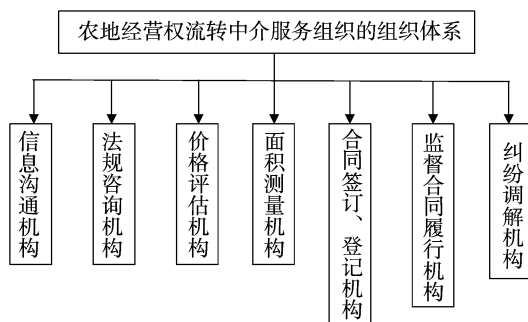 农地经营权流转中介服务组织的组织体系
信息沟通机构
法规咨询机构
价格评估机构
面积测量机构
合同签订、登记机构
监督合同履行机构
纠纷调解机构